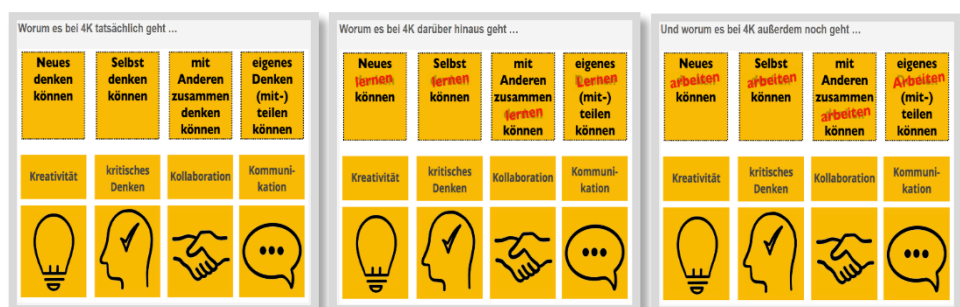 Worum es bei 4K tatsächlich geht ...
Neues
denken
können
Selbst
denken
können
mit
Anderen
zusammen
denken
können
eigenes
Denken
(mit-)
teilen
können
Kreativität
kritisches
Denken
Kollaboration
Kommuni-
kation
Worum es bei 4K darüber hinaus geht ...
Neues
lernen
können
Selbst
lernen
können
mit
Anderen
zusammen
lernen
können
eigenes
Lernen
(mit-)
teilen
können
Kreativität
kritisches
Denken
Kollaboration
Kommuni-
kation
Und worum es bei 4K außerdem noch geht ...
Neues
arbeiten
können
Selbst
arbeiten
können
mit
Anderen
zusammen
arbeiten
können
eigenes
Arbeiten
(mit-)
teilen
können
Kreativität
kritisches
Denken
Kollaboration
Kommuni-
kation